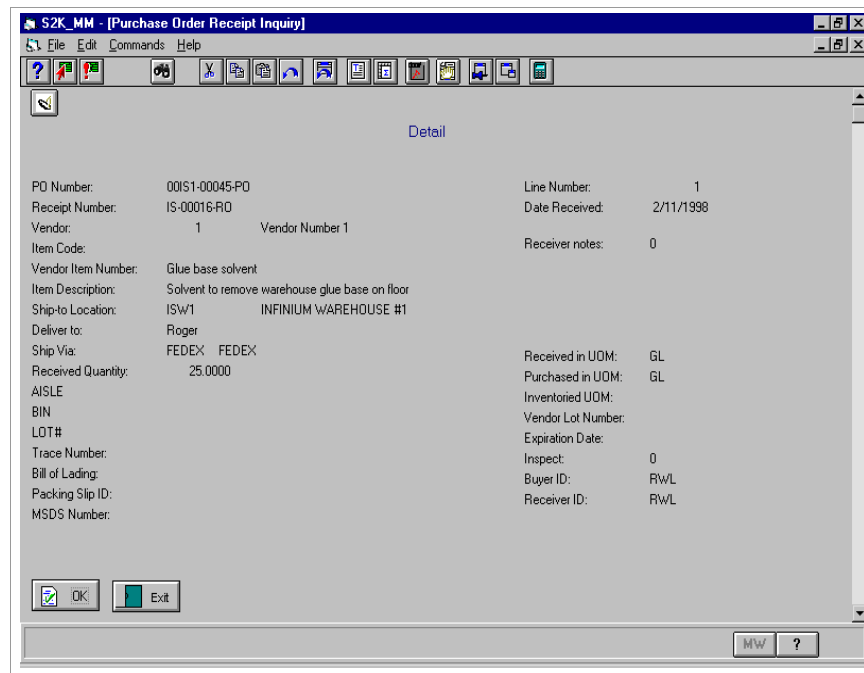 S2K_MM - [Purchase Order Receipt Inquiry]
File Edit Commands Help
Detail
PO Number: 00IS1-00045-PO Line Number: 1
Receipt Number: IS-00016-RO Date Received: 2/11/1998
Vendor: 1 Vendor Number 1
Item Code: Receiver notes: 0
Vendor Item Number: Glue base solvent
Item Description: Solvent to remove warehouse glue base on floor
Ship-to Location: ISW1 INFINIUM WAREHOUSE #1
Deliver to: Roger
Ship Via: FEDEX FEDEX Received in UOM: GL
Received Quantity: 25.0000 Purchased in UOM: GL
AISLE Inventoried UOM:
BIN Vendor Lot Number:
LOT# Expiration Date:
Trace Number: Inspect: 0
Bill of Lading: Buyer ID: RWL
Packing Slip ID: Receiver ID: RWL
MSDS Number:
OK Exit
MW ?